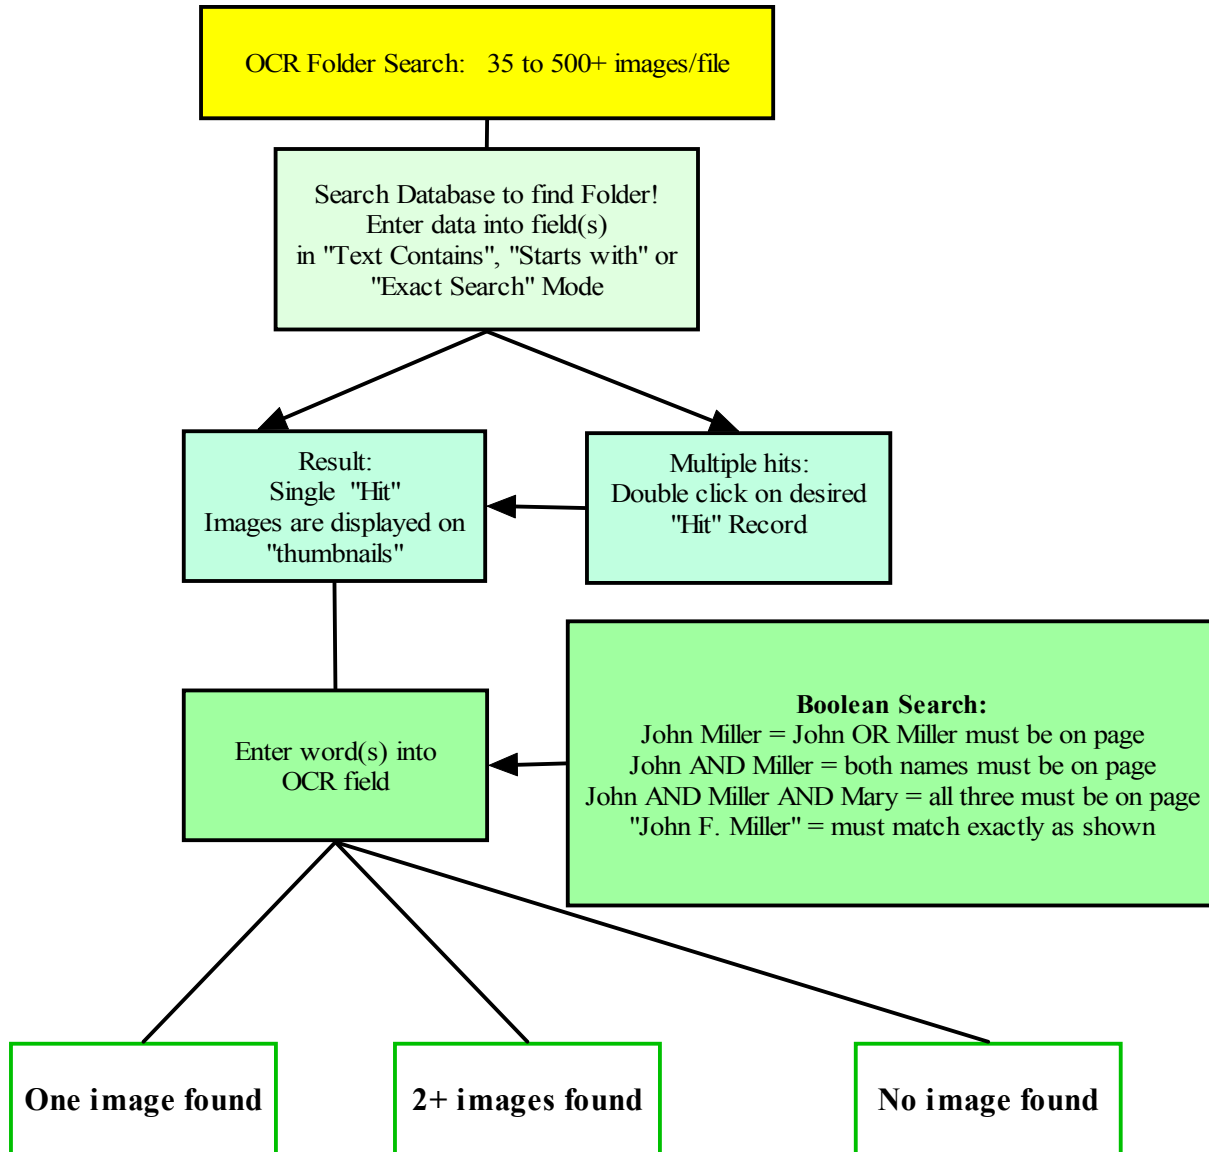 OCR Folder Search: 35 to 500+ images/file
Search Database to find Folder!
Enter data into field(s)
in "Text Contains", "Starts with" or
"Exact Search" Mode
Result:
Single "Hit"
Images are displayed on
"thumbnails"
Multiple hits:
Double click on desired
"Hit" Record
Enter word(s) into
OCR field
Boolean Search:
John Miller = John OR Miller must be on page
John AND Miller = both names must be on page
John AND Miller AND Mary = all three must be on page
"John F. Miller" = must match exactly as shown
One image found
2+ images found
No image found